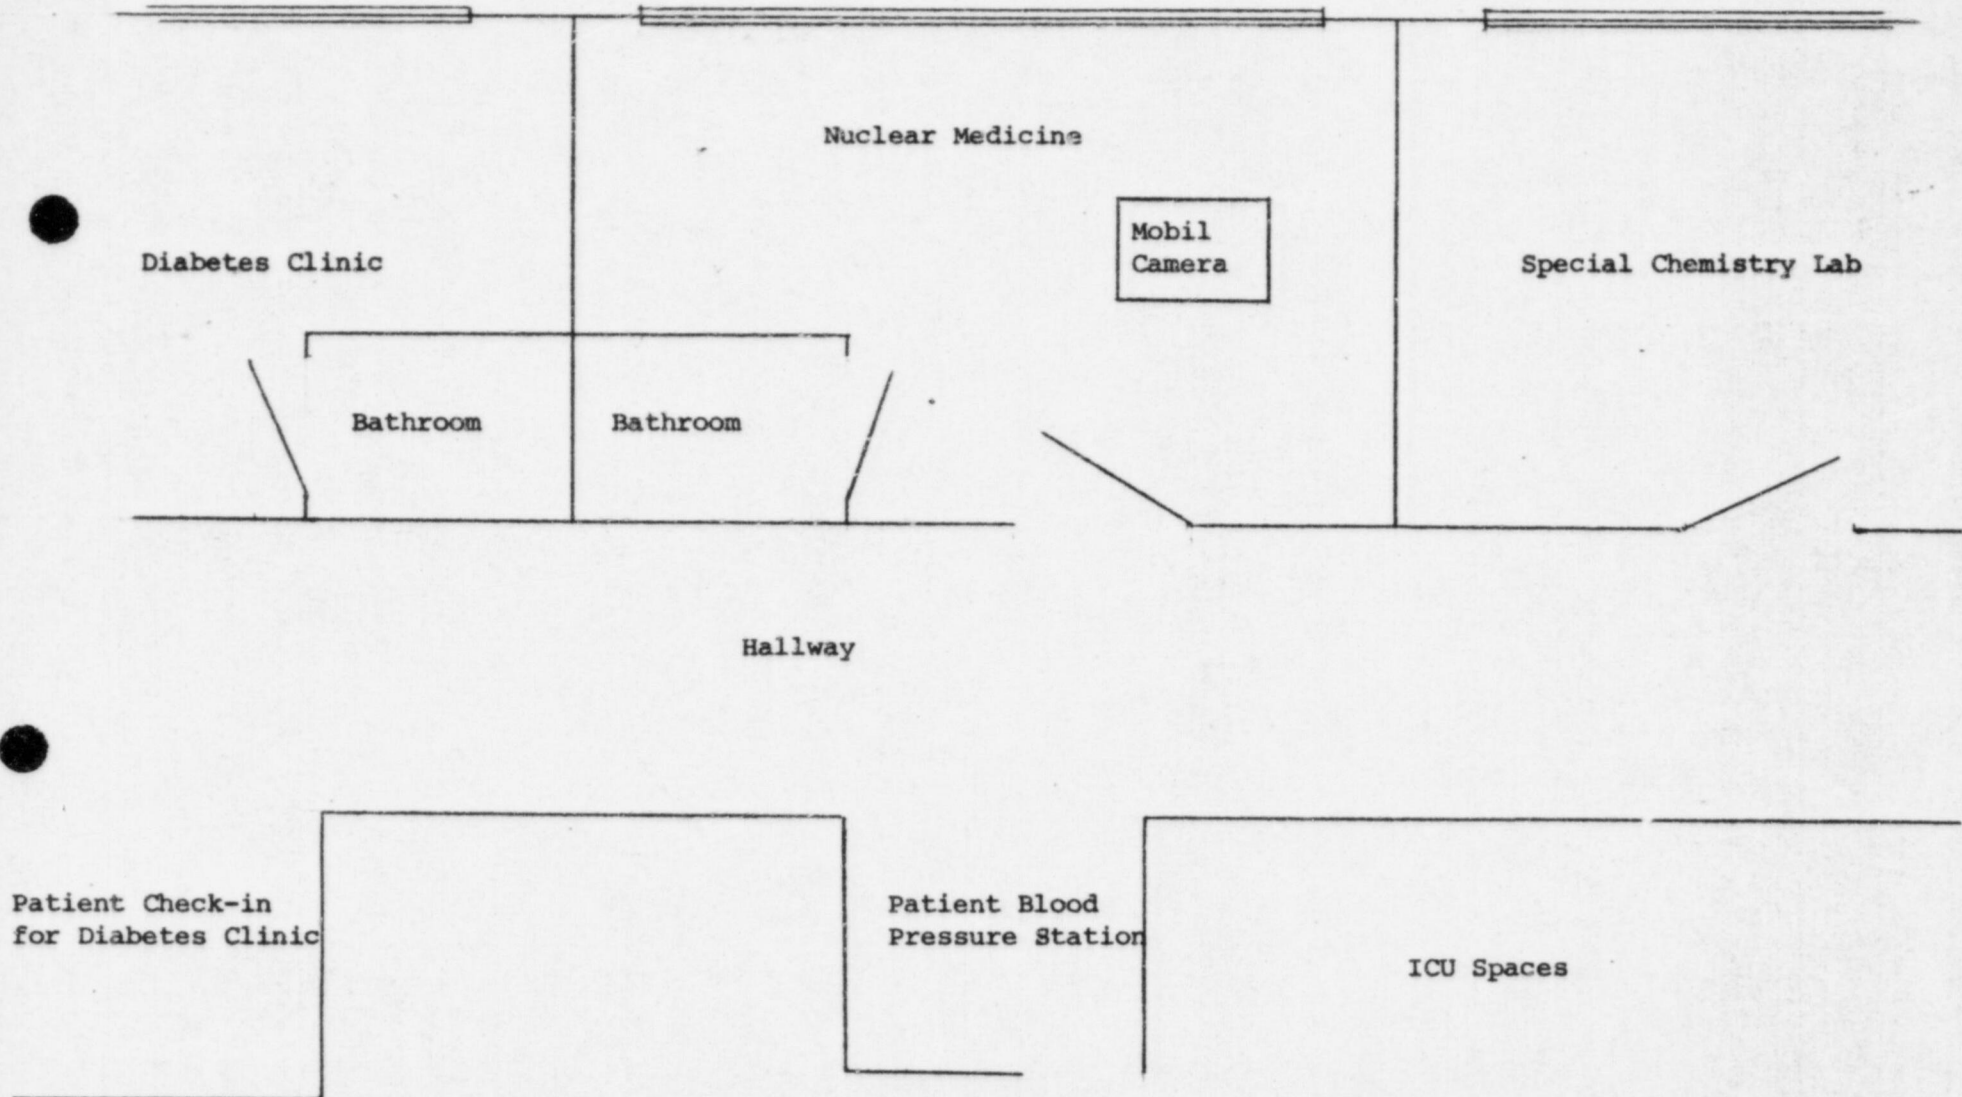 Nuclear Medicine
Mobil
Camera
Diabetes Clinic
Special Chemistry Lab
Bathroom
Bathroom
Hallway
Patient Check-in
for Diabetes Clinic
Patient Blood
Pressure Station
ICU Spaces